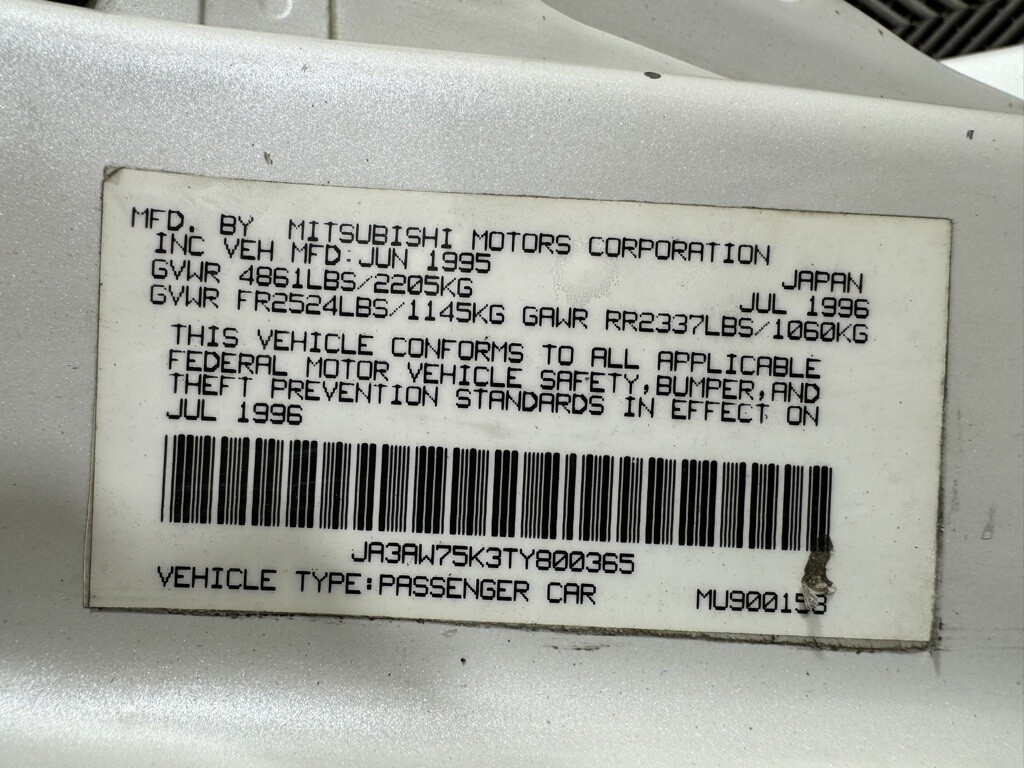 MFD. BY MITSUBISHI MOTORS CORPORATION
INC VEH MFD:JUN 1995 JAPAN
GVWR 4861LBS/2205KG JUL 1996
GVWR FR2524LBS/1145KG GAWR RR2337LBS/1060KG
THIS VEHICLE CONFORMS TO ALL APPLICABLE
FEDERAL MOTOR VEHICLE SAFETY,BUMPER,AND
THEFT PREVENTION STANDARDS IN EFFECT ON
JUL 1996
JA3AW75K3TY800365
VEHICLE TYPE:PASSENGER CAR MU900153